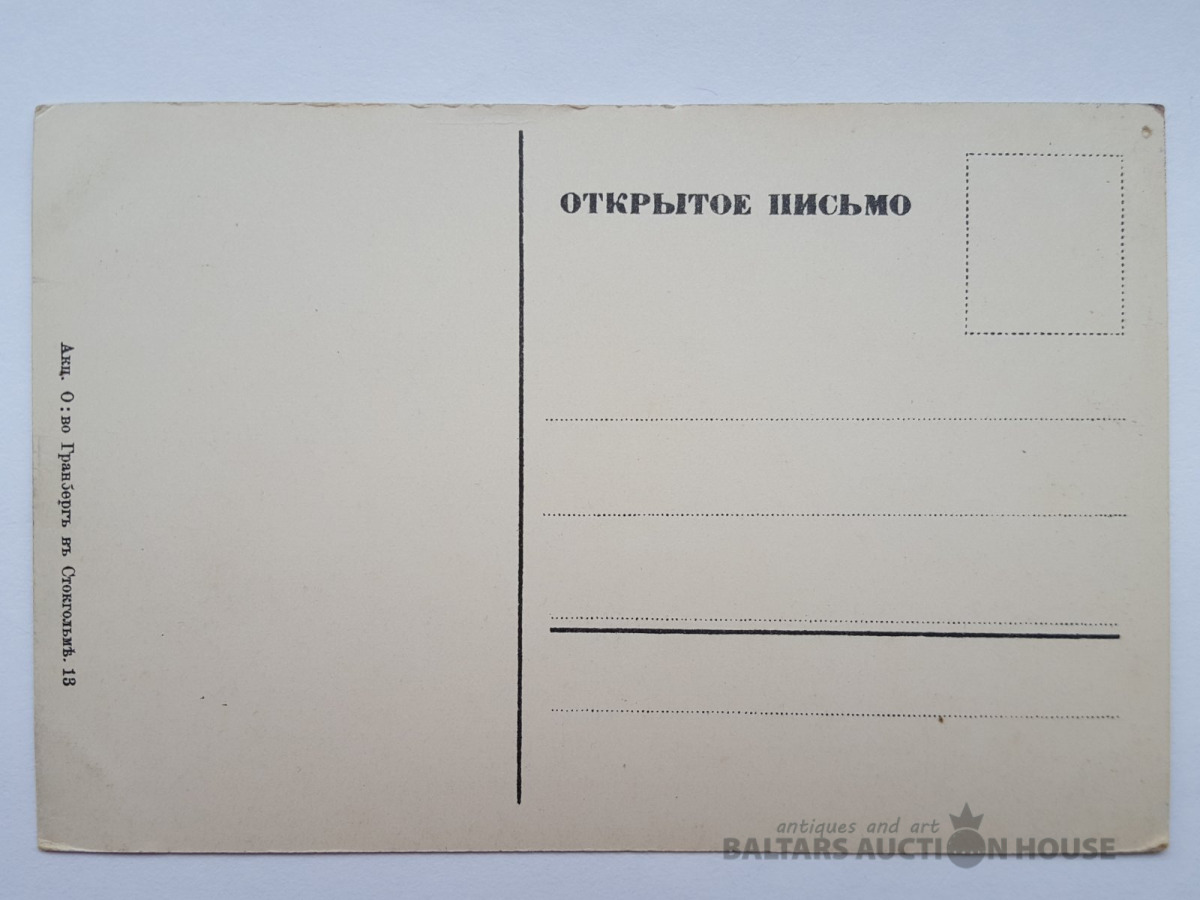 ОТКРЫТОЕ ПИСЬМО
Акц. О:во Гранбергъ въ Стокгольмѣ. 13
antiques and art
BALTARS AUCTION HOUSE